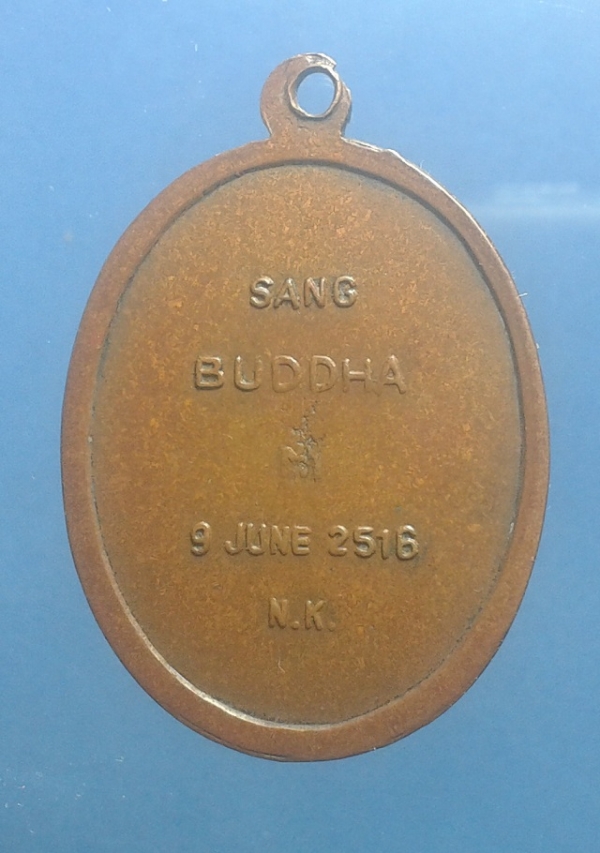 SANG
BUDDHA
9 JUNE 2516
N.K.